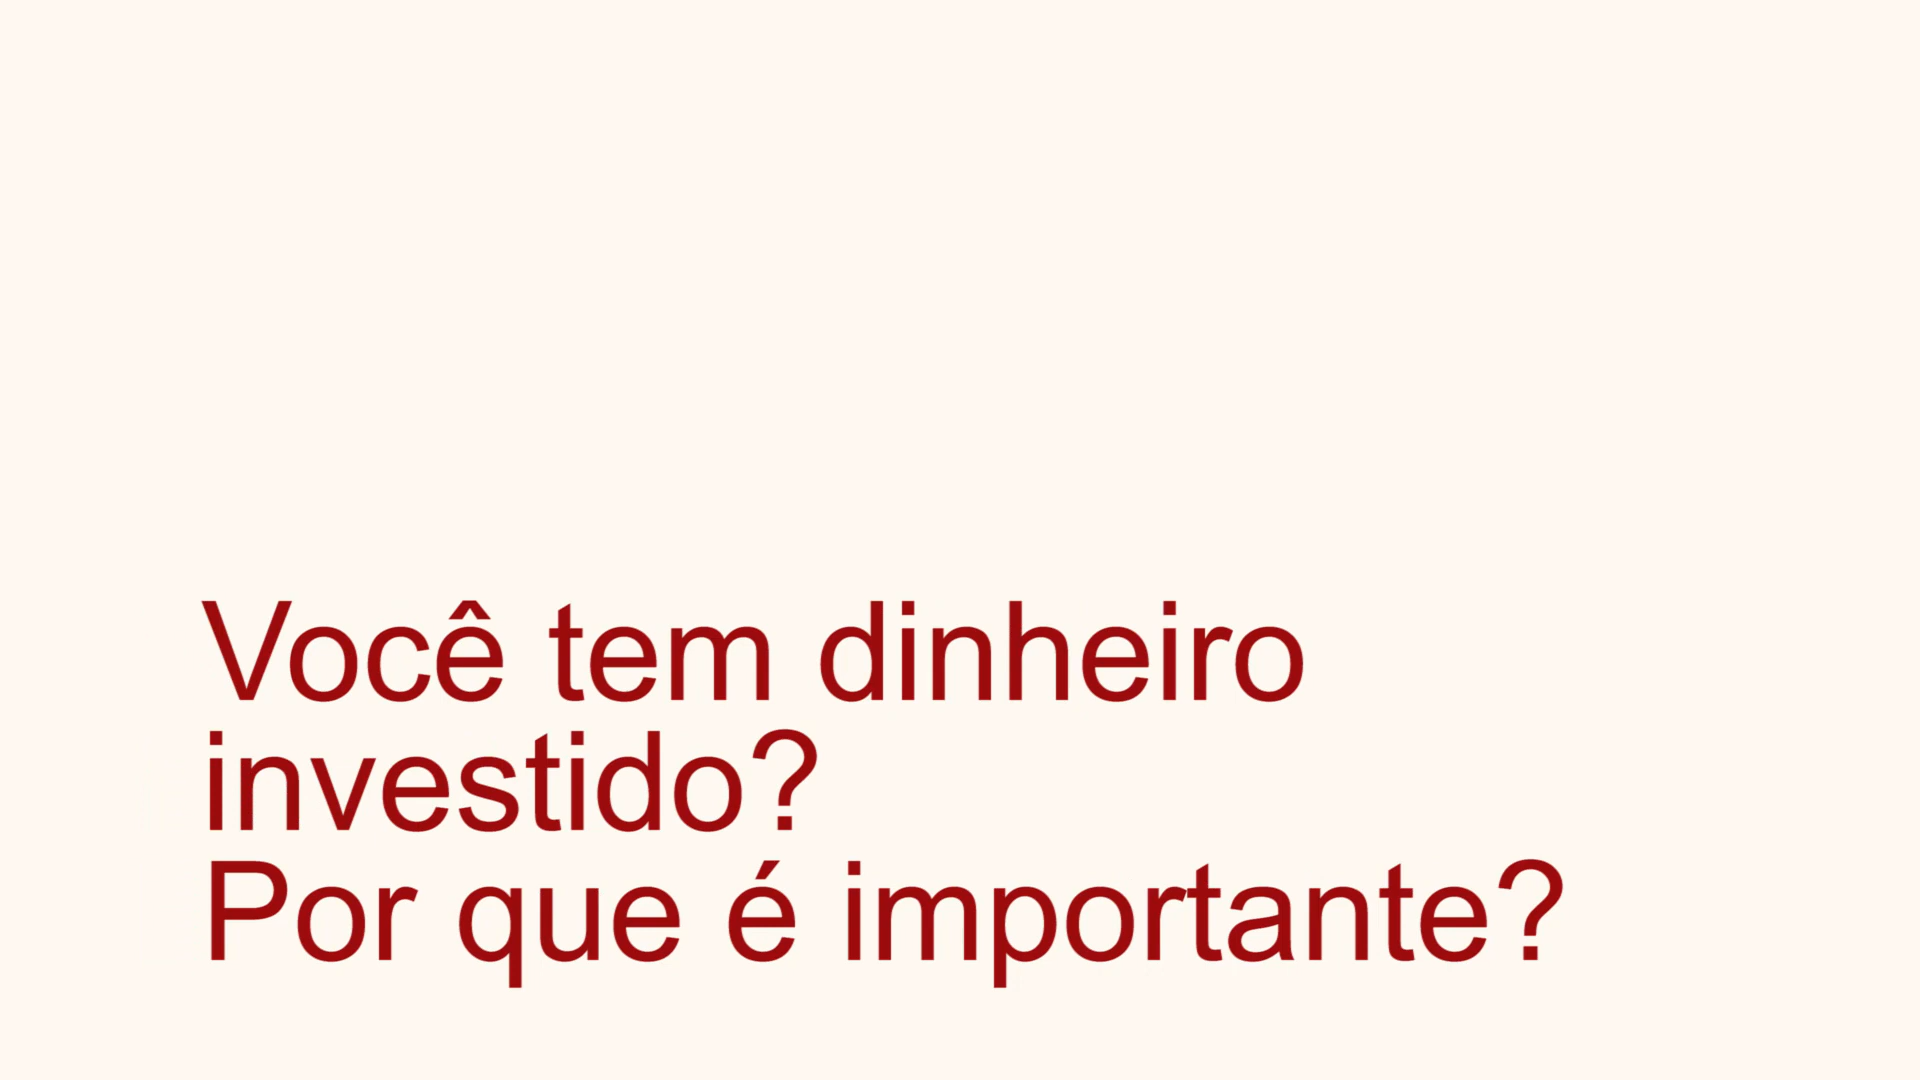 Você tem dinheiro
investido?
Por que é importante?